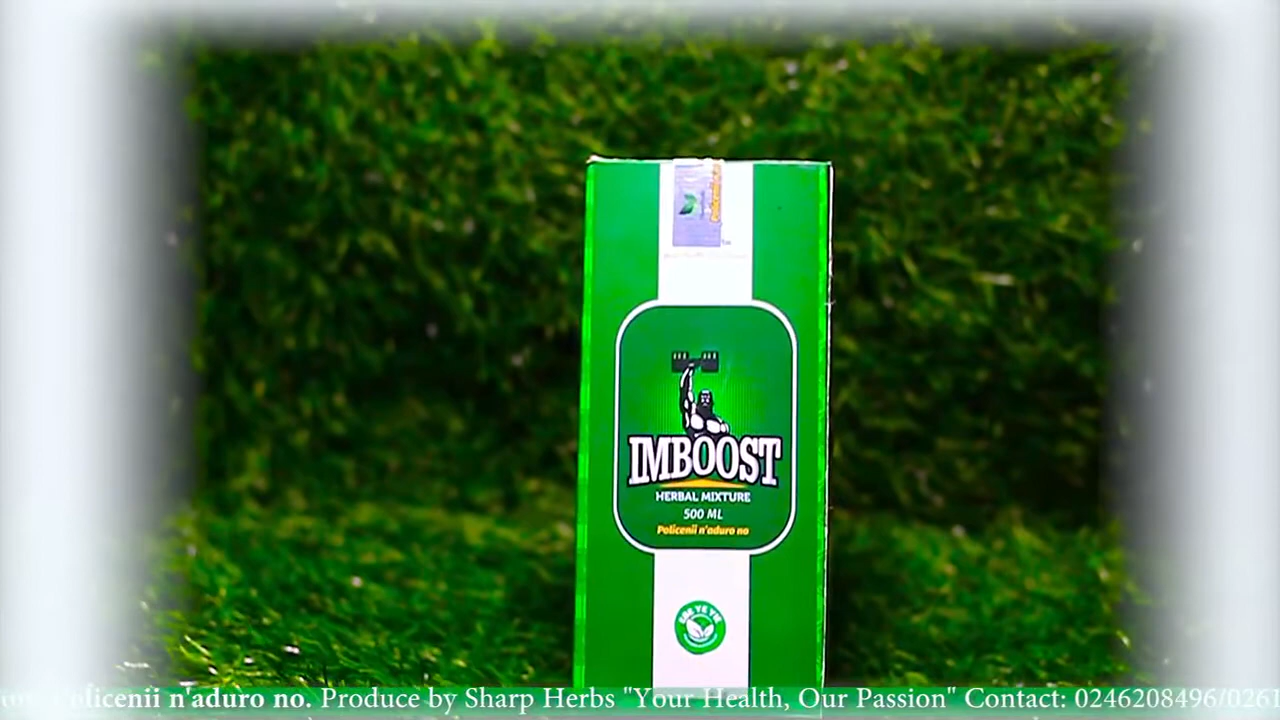 IMBOOST
HERBAL MIXTURE
500 ML
Policenii n'aduro no
n'aduro no. Produce by Sharp Herbs "Your Health, Our Passion" Contact: 0246208496/0261